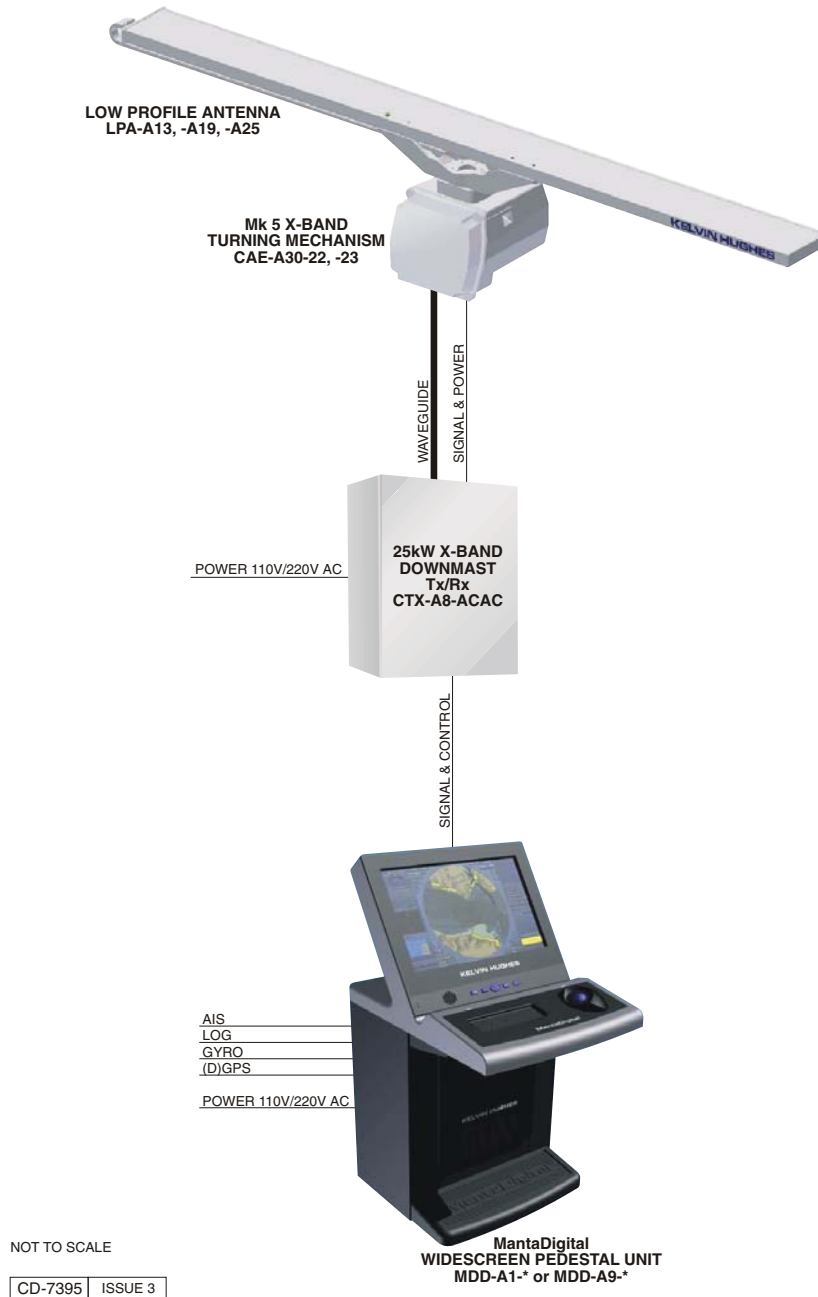 LOW PROFILE ANTENNA
LPA-A13, -A19, -A25
KELVIN HUGHES
Mk 5 X-BAND
TURNING MECHANISM
CAE-A30-22, -23
WAVEGUIDE
SIGNAL & POWER
POWER 110V/220V AC
25kW X-BAND
DOWNMAST
Tx/Rx
CTX-A8-ACAC
SIGNAL & CONTROL
KELVIN HUGHES
MantaDigital
AIS
LOG
GYRO
(D)GPS
POWER 110V/220V AC
KELVIN HUGHES
MantaDigital
NOT TO SCALE
MantaDigital
WIDESCREEN PEDESTAL UNIT
MDD-A1-* or MDD-A9-*
CD-7395 ISSUE 3